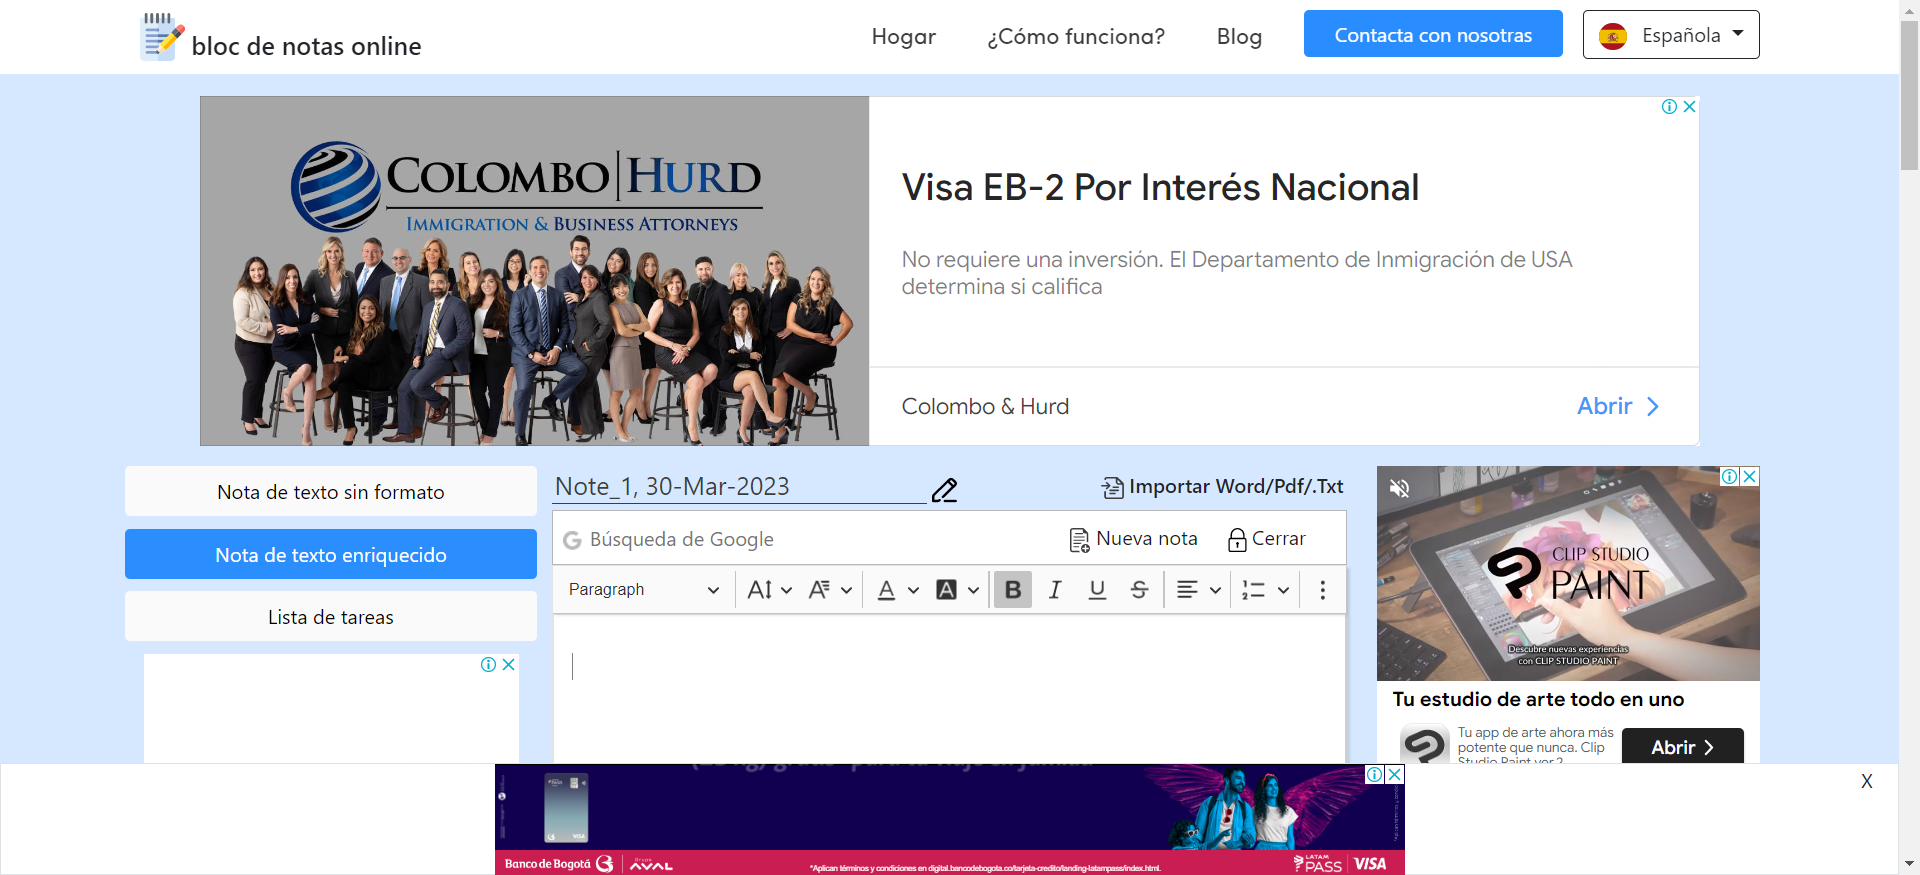 bloc de notas online
Hogar
¿Cómo funciona?
Blog
Contacta con nosotras
Española
COLOMBO HURD
IMMIGRATION & BUSINESS ATTORNEYS
Visa EB-2 Por Interés Nacional
No requiere una inversión. El Departamento de Inmigración de USA
determina si califica
Colombo & Hurd
Abrir
Nota de texto sin formato
Nota de texto enriquecido
Lista de tareas
Note_1, 30-Mar-2023
Importar Word/Pdf/.Txt
Búsqueda de Google
Nueva nota
Cerrar
Paragraph
CLIP STUDIO
PAINT
Descubre nuevas experiencias
con CLIP STUDIO PAINT
Tu estudio de arte todo en uno
Tu app de arte ahora más
potente que nunca. Clip
Studio Paint ver.2
Abrir
X
VISA
Banco de Bogotá
Grupo
AVAL
*Aplican términos y condiciones en digital.bancodebogota.co/tarjeta-credito/landing-latampass/index.html.
LATAM
PASS
VISA